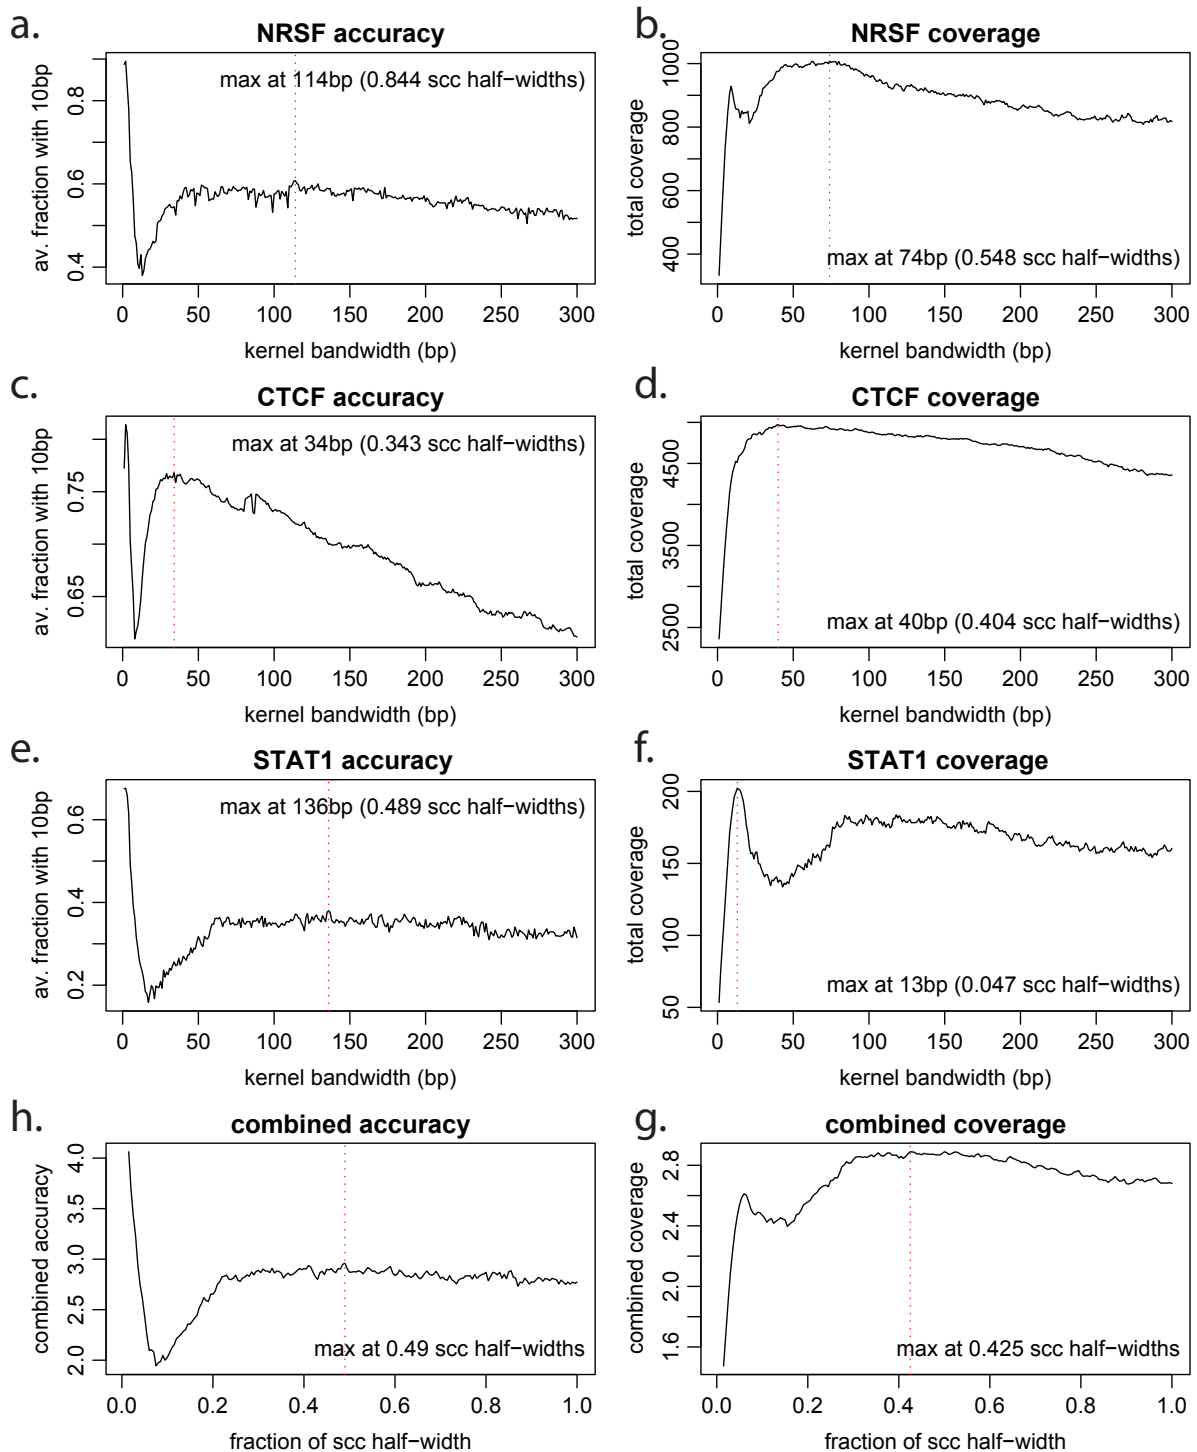 a.
NRSF accuracy
max at 114bp (0.844 scc half−widths)
av. fraction with 10bp
0.4 0.6 0.8
0 50 100 150 200 250 300
kernel bandwidth (bp)
b.
NRSF coverage
max at 74bp (0.548 scc half−widths)
total coverage
400 800 1000
0 50 100 150 200 250 300
kernel bandwidth (bp)
c.
CTCF accuracy
max at 34bp (0.343 scc half−widths)
av. fraction with 10bp
0.65 0.75
0 50 100 150 200 250 300
kernel bandwidth (bp)
d.
CTCF coverage
max at 40bp (0.404 scc half−widths)
total coverage
2500 3500 4500
0 50 100 150 200 250 300
kernel bandwidth (bp)
e.
STAT1 accuracy
max at 136bp (0.489 scc half−widths)
av. fraction with 10bp
0.2 0.4 0.6
0 50 100 150 200 250 300
kernel bandwidth (bp)
f.
STAT1 coverage
max at 13bp (0.047 scc half−widths)
total coverage
50 100 150 200
0 50 100 150 200 250 300
kernel bandwidth (bp)
h.
combined accuracy
max at 0.49 scc half−widths
combined accuracy
2.0 2.5 3.0 3.5 4.0
0.0 0.2 0.4 0.6 0.8 1.0
fraction of scc half−width
g.
combined coverage
max at 0.425 scc half−widths
combined coverage
1.6 2.0 2.4 2.8
0.0 0.2 0.4 0.6 0.8 1.0
fraction of scc half−width